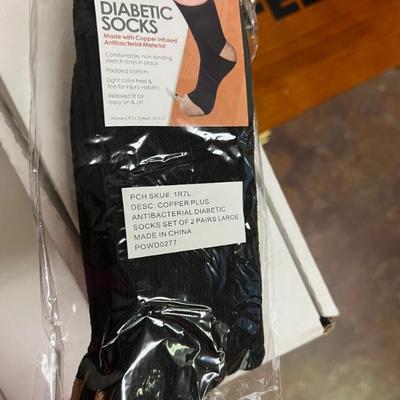 DIABETIC
SOCKS
Made with Copper Infused
Antibacterial Material
Comfortable, non-binding
stretch stays in place
Padded bottom
Light color heel &
toe for injury visibility
Relaxed fit for
easy on & off
PCH SKU#: 1R7L
DESC: COPPER PLUS
ANTIBACTERIAL DIABETIC
SOCKS SET OF 2 PAIRS LARGE
MADE IN CHINA
POWD0277